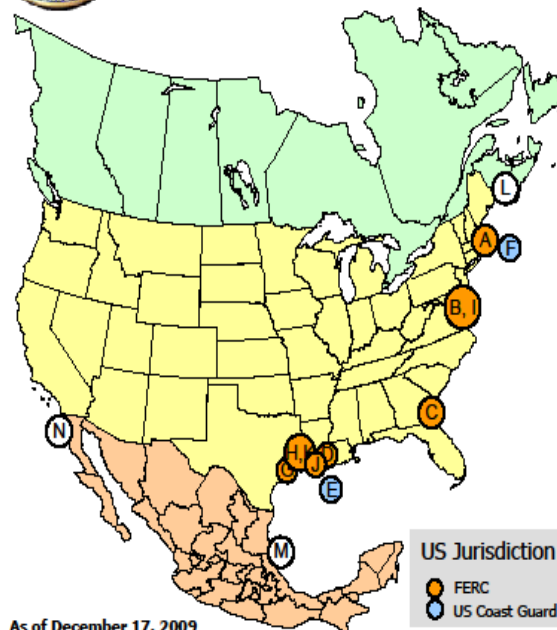 L
A
F
B, I
C
N
J
E
M
US Jurisdiction
FERC
US Coast Guard
As of December 17, 2009